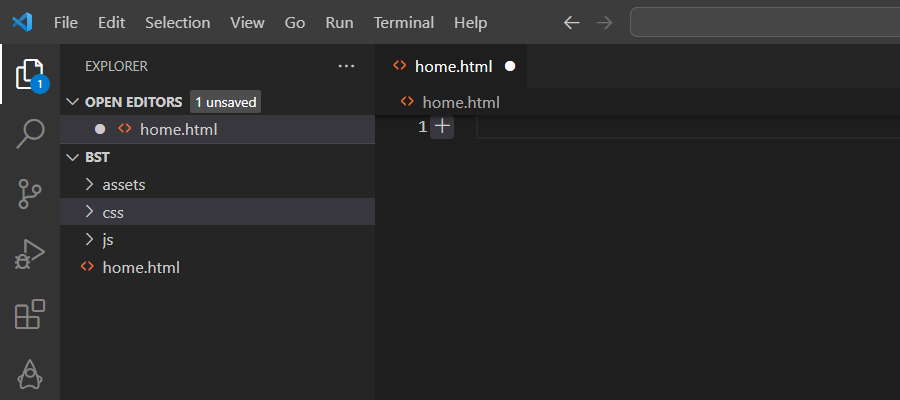 File Edit Selection View Go Run Terminal Help
EXPLORER
home.html
1
OPEN EDITORS 1 unsaved
home.html
home.html
1
BST
assets
css
js
home.html